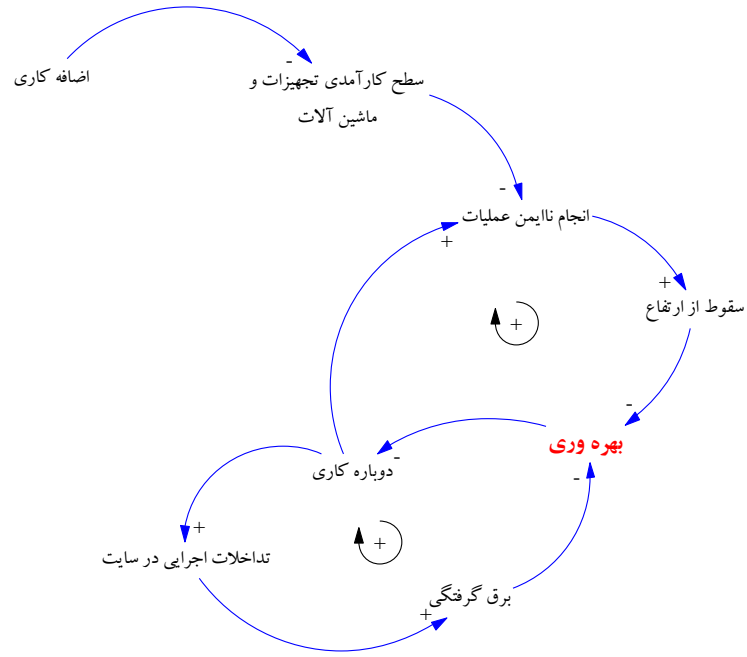 اضافه کاری
-
سطح کارآمدی تجهیزات و
ماشین آلات
-
انجام ناایمن عملیات
+
+
سقوط از ارتفاع
+
-
بهره وری
-
-
دوباره کاری
+
+
تداخلات اجرایی در سایت
برق گرفتگی
+